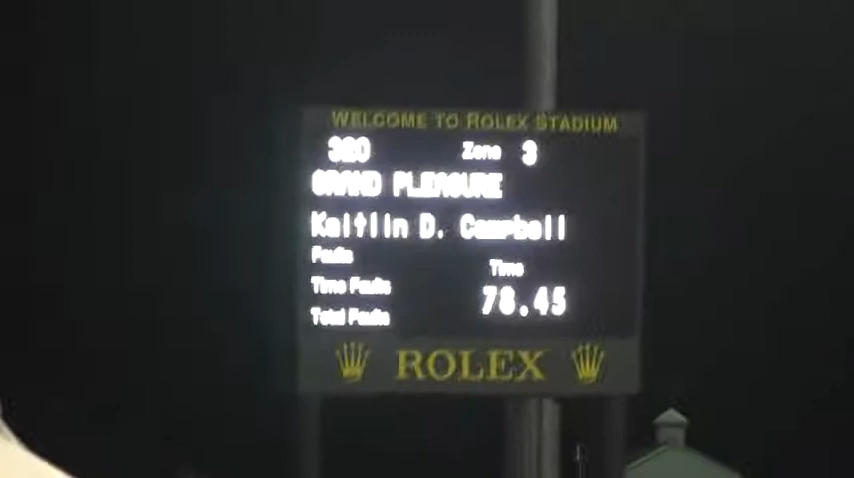 WELCOME TO ROLEX STADIUM
320 Zone 3
GRAND PLEASURE
Kaitlin D. Campbell
Faults
Time
Time Faults
78.45
Total Faults
ROLEX